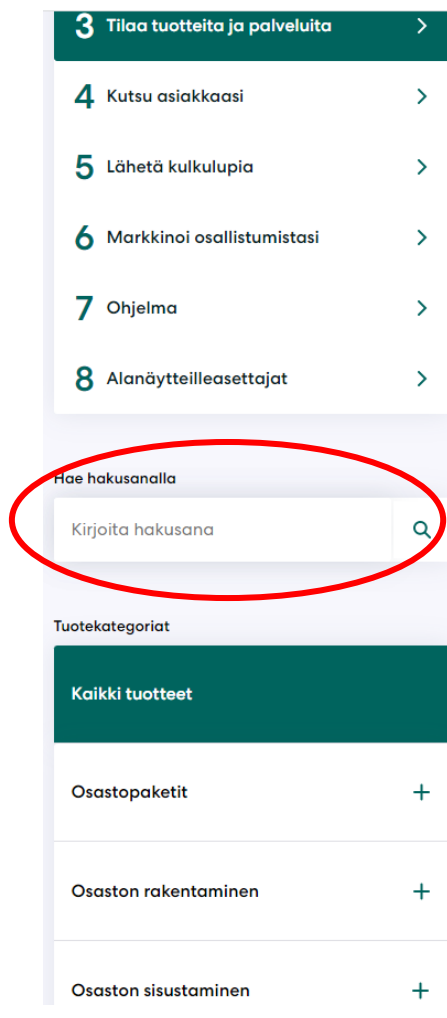 3 Tilaa tuotteita ja palveluita
4 Kutsu asiakkaasi
5 Lähetä kulkulupia
6 Markkinoi osallistumistasi
7 Ohjelma
8 Alanäytteilleasettajat
Hae hakusanalla
Kirjoita hakusana
Tuotekategoriat
Kaikki tuotteet
Osastopaketit
Osaston rakentaminen
Osaston sisustaminen